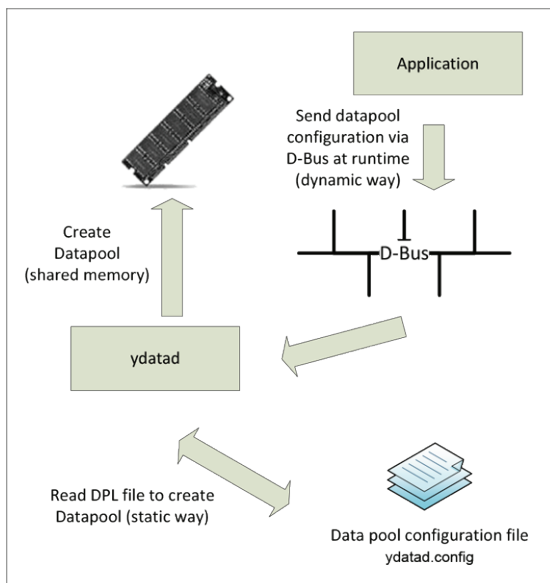 Application
Send datapool
configuration via
D-Bus at runtime
(dynamic way)
Create
Datapool
(shared memory)
D-Bus
ydatad
Read DPL file to create
Datapool (static way)
Data pool configuration file
ydatad.config